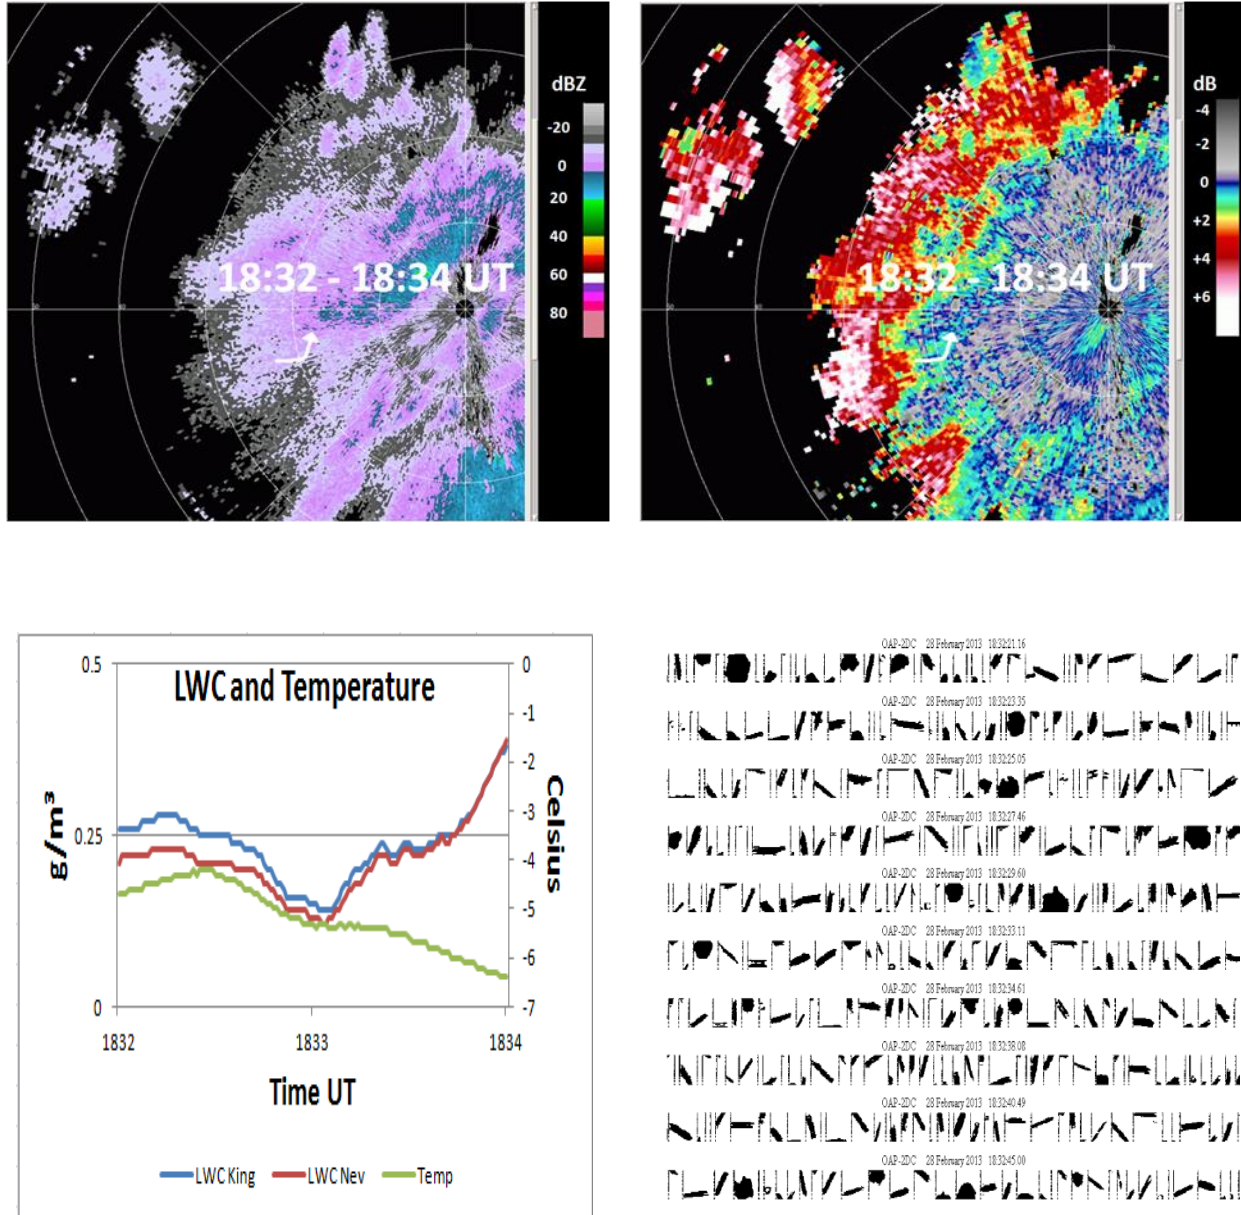 dBZ
-20
0
20
40
60
80
18:32 - 18:34 UT
dB
-4
-2
0
+2
+4
+6
18:32 - 18:34 UT
LWC and Temperature
0.5
0.25
0
g/m³
0
-1
-2
-3
-4
-5
-6
-7
Celsius
1832
1833
1834
Time UT
LWC King
LWC Nev
Temp
OAP-2DC 28 February 2013 18:32:21.16
OAP-2DC 28 February 2013 18:32:23.35
OAP-2DC 28 February 2013 18:32:25.05
OAP-2DC 28 February 2013 18:32:27.46
OAP-2DC 28 February 2013 18:32:29.60
OAP-2DC 28 February 2013 18:32:33.11
OAP-2DC 28 February 2013 18:32:34.61
OAP-2DC 28 February 2013 18:32:38.08
OAP-2DC 28 February 2013 18:32:40.49
OAP-2DC 28 February 2013 18:32:45.00